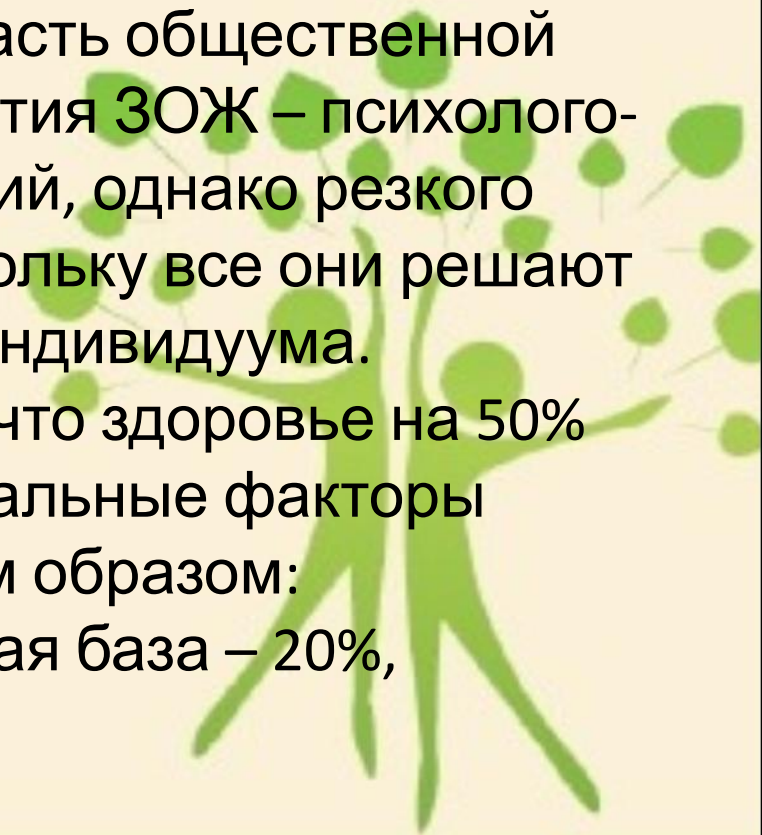 асть общественной
тия ЗОЖ – психолого-
ий, однако резкого
ольку все они решают
ндивидуума.
что здоровье на 50%
альные факторы
м образом:
ая база – 20%,